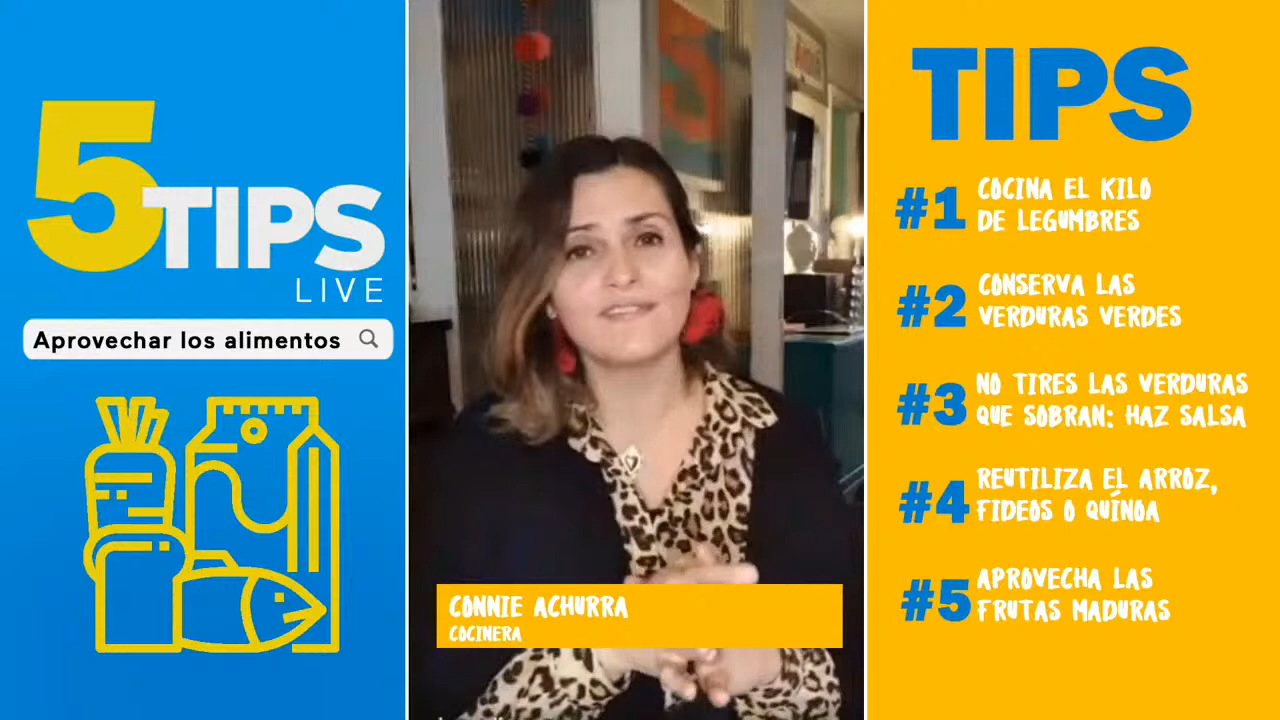 5 TIPS
LIVE
Aprovechar los alimentos
CONNIE ACHURRA
COCINERA
TIPS
#1 COCINA EL KILO
DE LEGUMBRES
#2 CONSERVA LAS
VERDURAS VERDES
#3 NO TIRES LAS VERDURAS
QUE SOBRAN: HAZ SALSA
#4 REUTILIZA EL ARROZ,
FIDEOS O QUÍNOA
#5 APROVECHA LAS
FRUTAS MADURAS